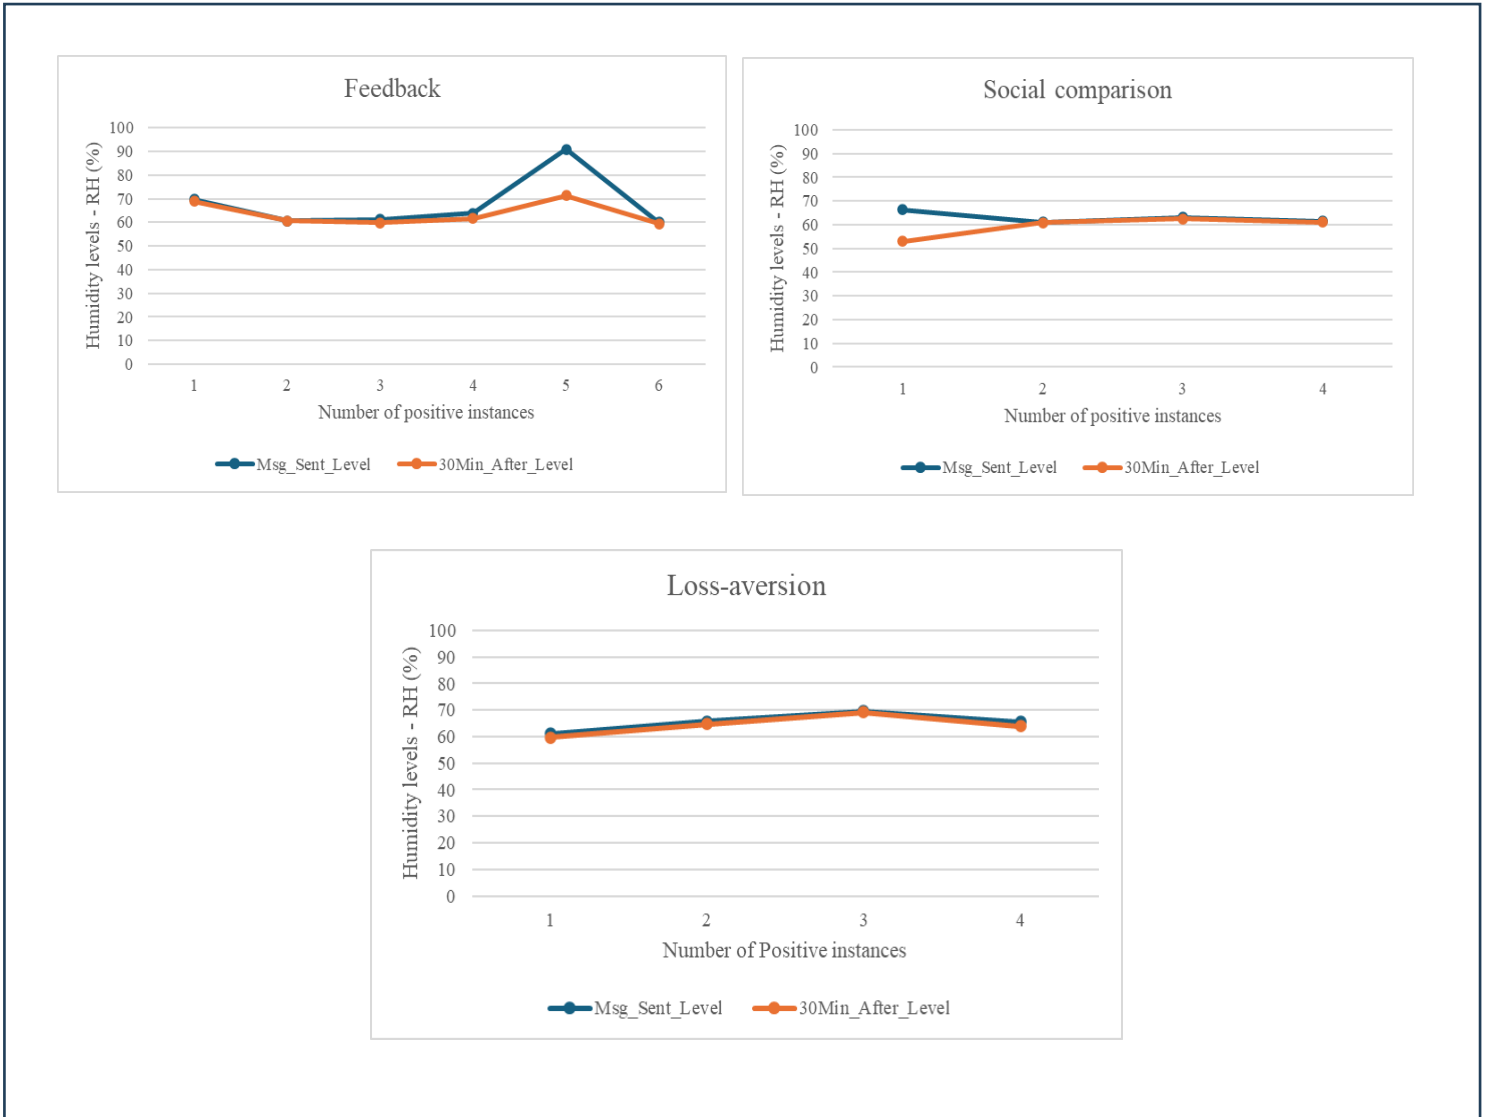 Feedback
100
90
80
70
60
50
40
30
20
10
0
Humidity levels - RH (%)
1 2 3 4 5 6
Number of positive instances
Msg_Sent_Level 30Min_After_Level
Social comparison
100
90
80
70
60
50
40
30
20
10
0
Humidity levels - RH (%)
1 2 3 4
Number of positive instances
Msg_Sent_Level 30Min_After_Level
Loss-aversion
100
90
80
70
60
50
40
30
20
10
0
Humidity levels - RH (%)
1 2 3 4
Number of Positive instances
Msg_Sent_Level 30Min_After_Level